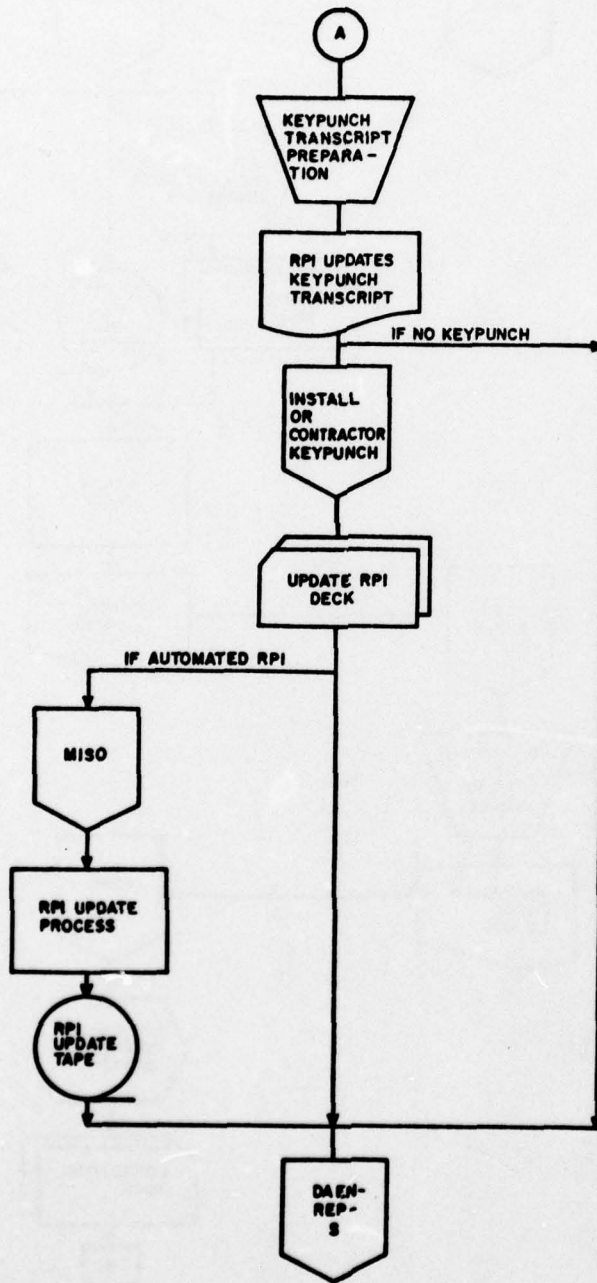 A
KEYPUNCH
TRANSCRIPT
PREPARA-
TION
RPI UPDATES
KEYPUNCH
TRANSCRIPT
IF NO KEYPUNCH
INSTALL
OR
CONTRACTOR
KEYPUNCH
UPDATE RPI
DECK
IF AUTOMATED RPI
MISO
RPI UPDATE
PROCESS
RPI
UPDATE
TAPE
DAEN-
REP-
S